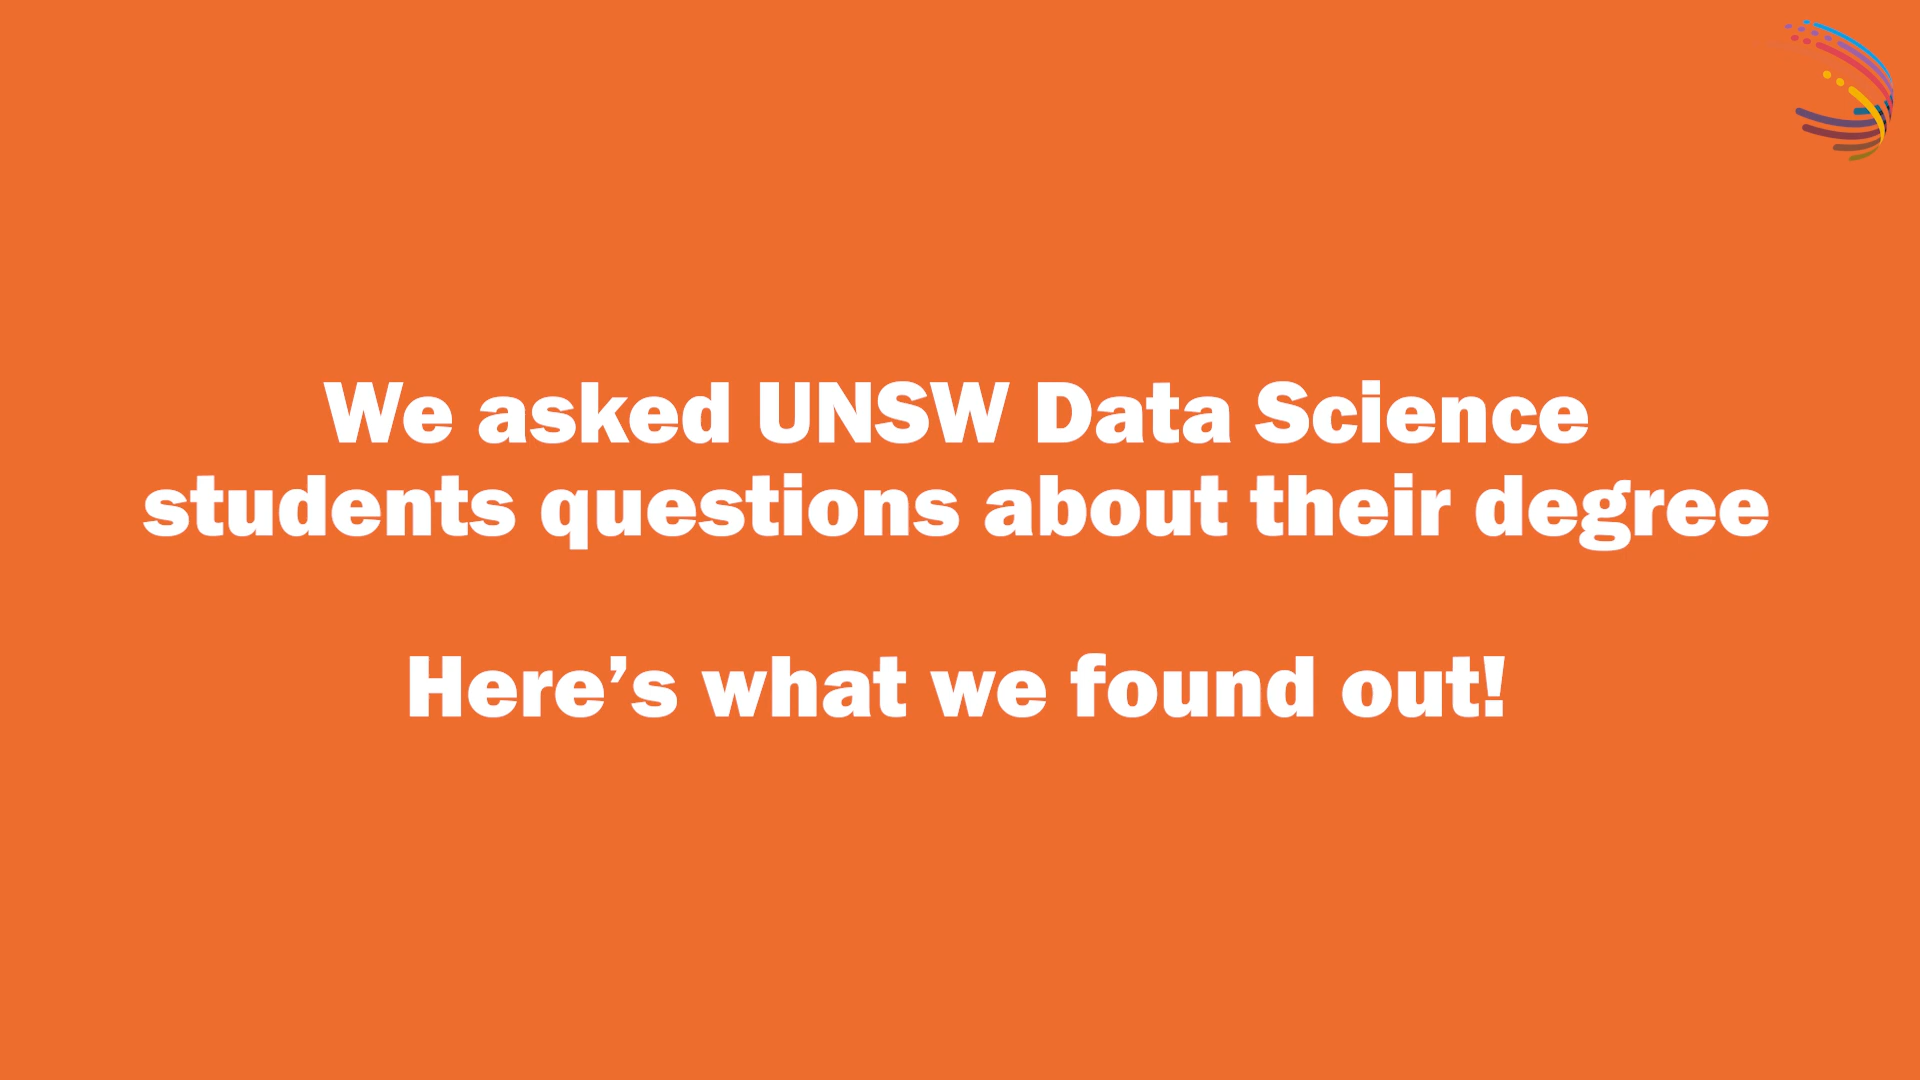 We asked UNSW Data Science
students questions about their degree
Here’s what we found out!